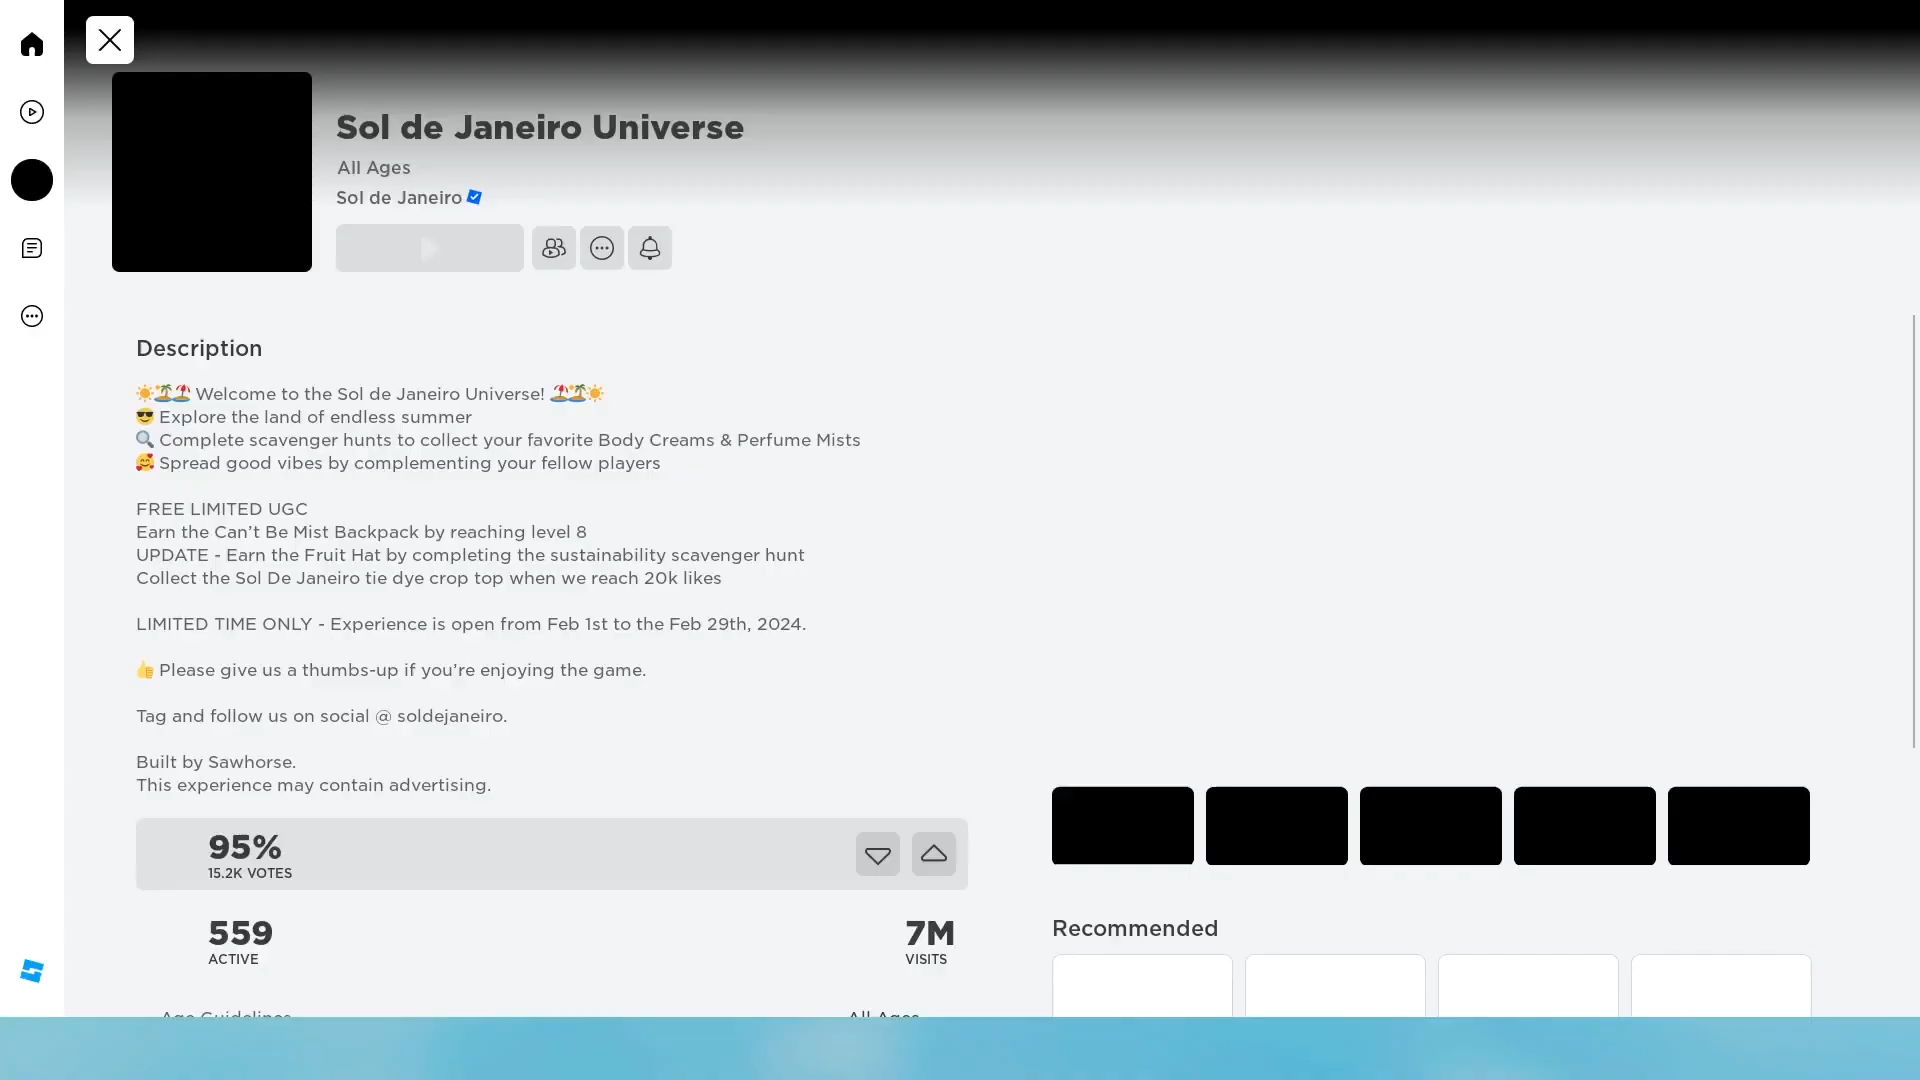 Sol de Janeiro Universe
All Ages
Sol de Janeiro
Description
☀️🏝️🏖️ Welcome to the Sol de Janeiro Universe! 🏖️🏝️☀️
😎 Explore the land of endless summer
🔍 Complete scavenger hunts to collect your favorite Body Creams & Perfume Mists
🥰 Spread good vibes by complementing your fellow players
FREE LIMITED UGC
Earn the Can’t Be Mist Backpack by reaching level 8
UPDATE - Earn the Fruit Hat by completing the sustainability scavenger hunt
Collect the Sol De Janeiro tie dye crop top when we reach 20k likes
LIMITED TIME ONLY - Experience is open from Feb 1st to the Feb 29th, 2024.
👍 Please give us a thumbs-up if you’re enjoying the game.
Tag and follow us on social @ soldejaneiro.
Built by Sawhorse.
This experience may contain advertising.
95%
15.2K VOTES
559
ACTIVE
7M
VISITS
Age Guidelines
All Ages
Recommended